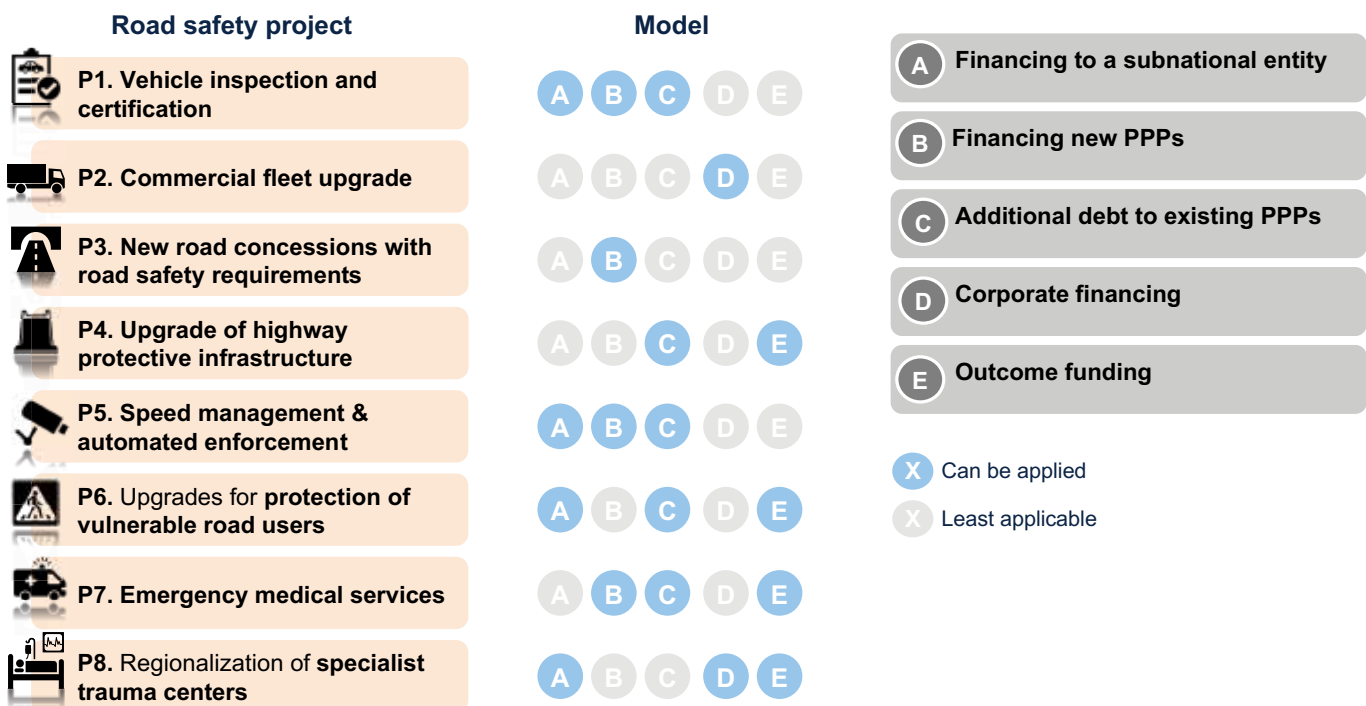 Road safety project
Model
P1. Vehicle inspection and
certification
A B C D E
P2. Commercial fleet upgrade
A B C D E
P3. New road concessions with
road safety requirements
A B C D E
P4. Upgrade of highway
protective infrastructure
A B C D E
P5. Speed management &
automated enforcement
A B C D E
P6. Upgrades for protection of
vulnerable road users
A B C D E
P7. Emergency medical services
A B C D E
P8. Regionalization of specialist
trauma centers
A B C D E
A Financing to a subnational entity
B Financing new PPPs
C Additional debt to existing PPPs
D Corporate financing
E Outcome funding
X Can be applied
X Least applicable